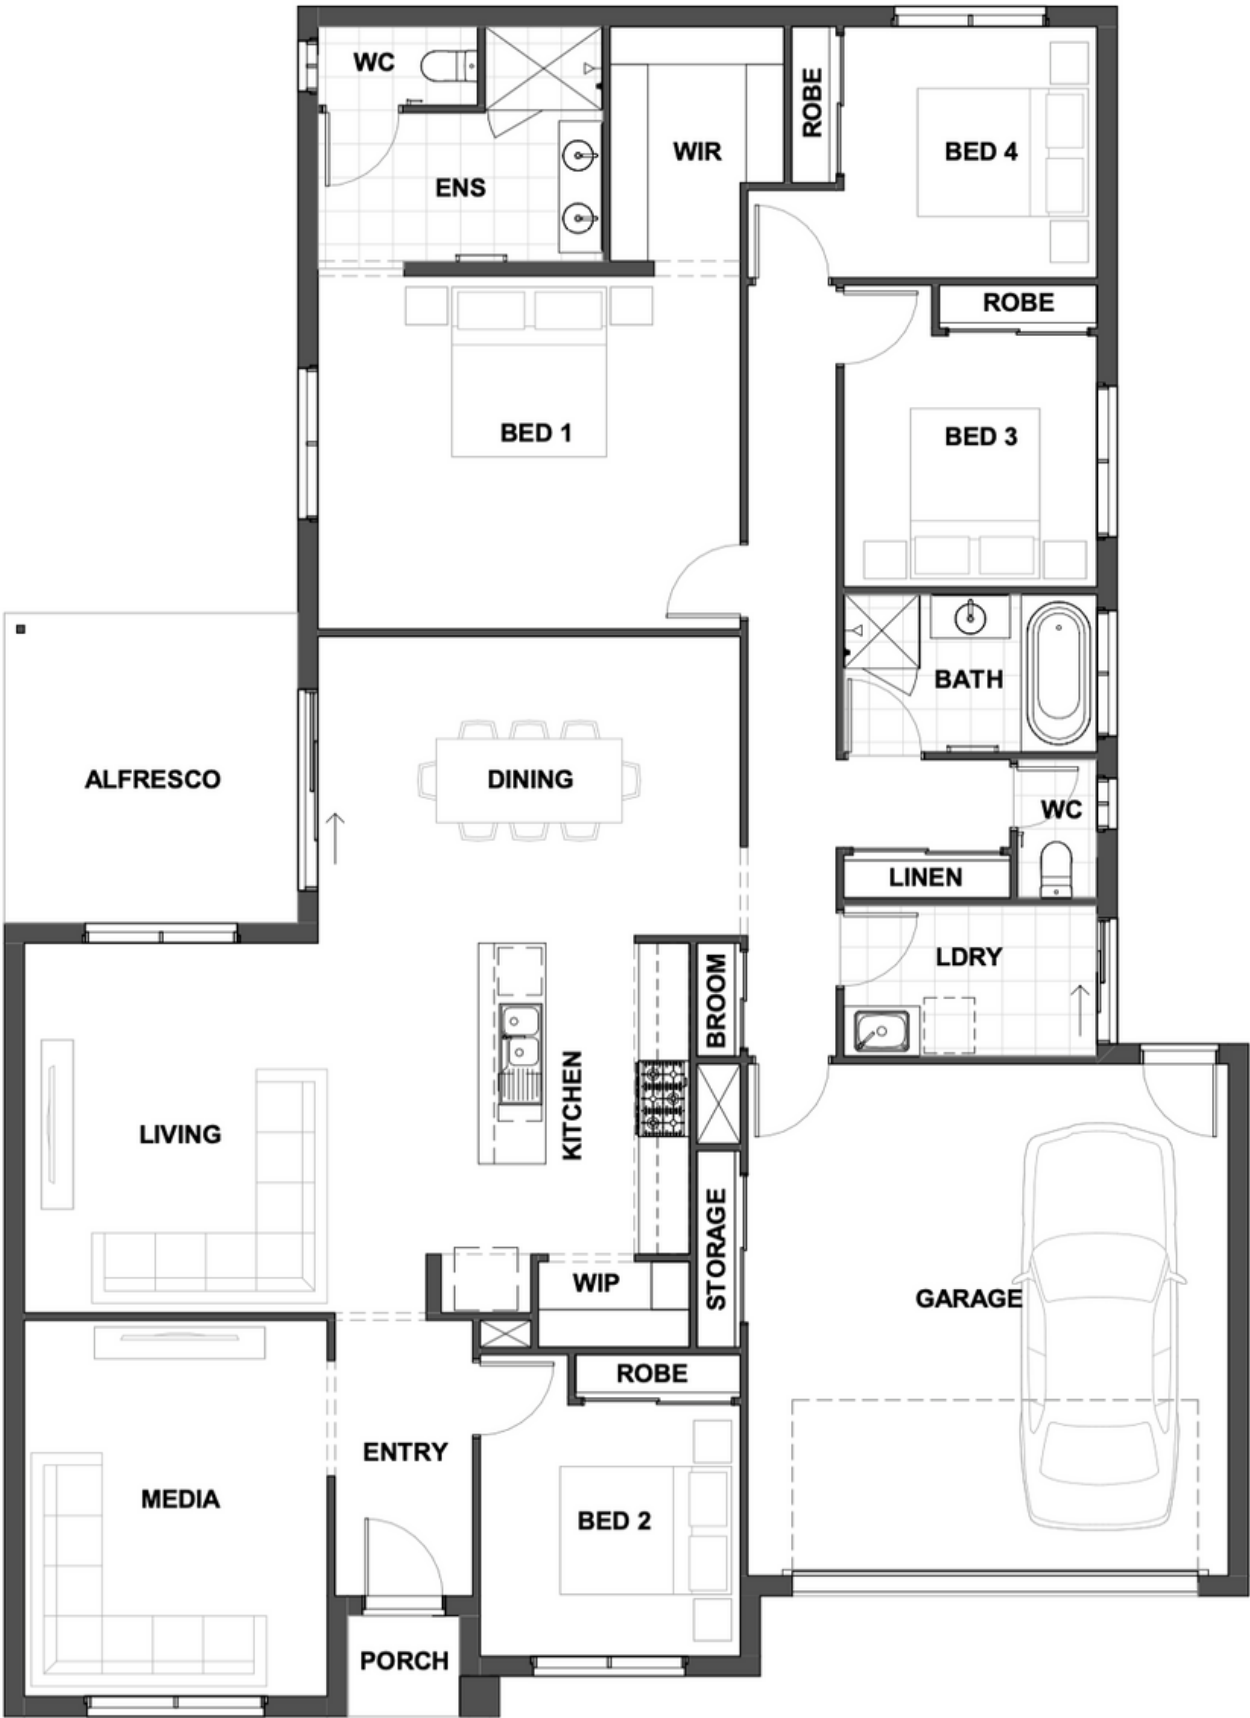 WC
ROBE
WIR
BED 4
ENS
ROBE
BED 1
BED 3
BATH
ALFRESCO
DINING
WC
LINEN
BROOM
LDRY
KITCHEN
LIVING
STORAGE
WIP
GARAGE
ROBE
ENTRY
MEDIA
BED 2
PORCH